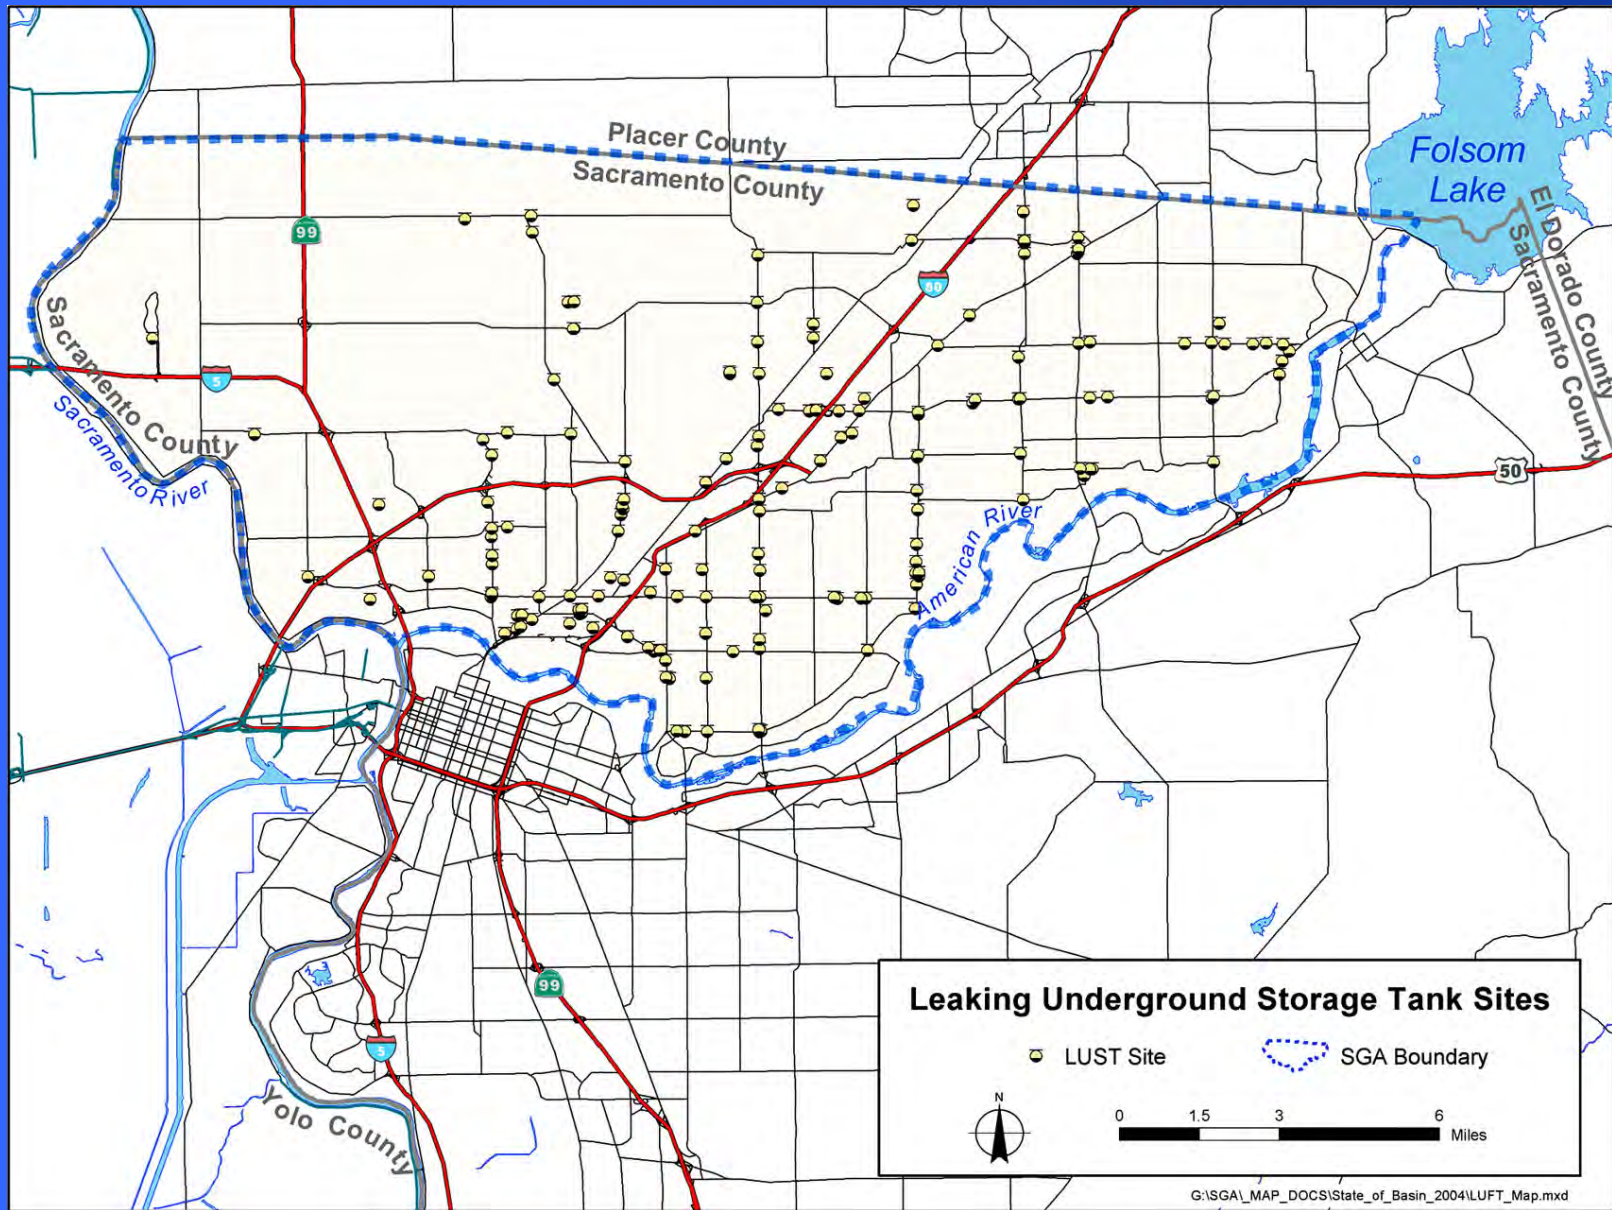 Placer County
Sacramento County
Folsom
Lake
El Dorado County
Sacramento County
99
80
Sacramento County
Sacramento River
5
50
American River
99
5
Yolo County
Leaking Underground Storage Tank Sites
LUST Site
SGA Boundary
N
0 1.5 3 6
Miles
G:\SGA\_MAP_DOCS\State_of_Basin_2004\LUFT_Map.mxd